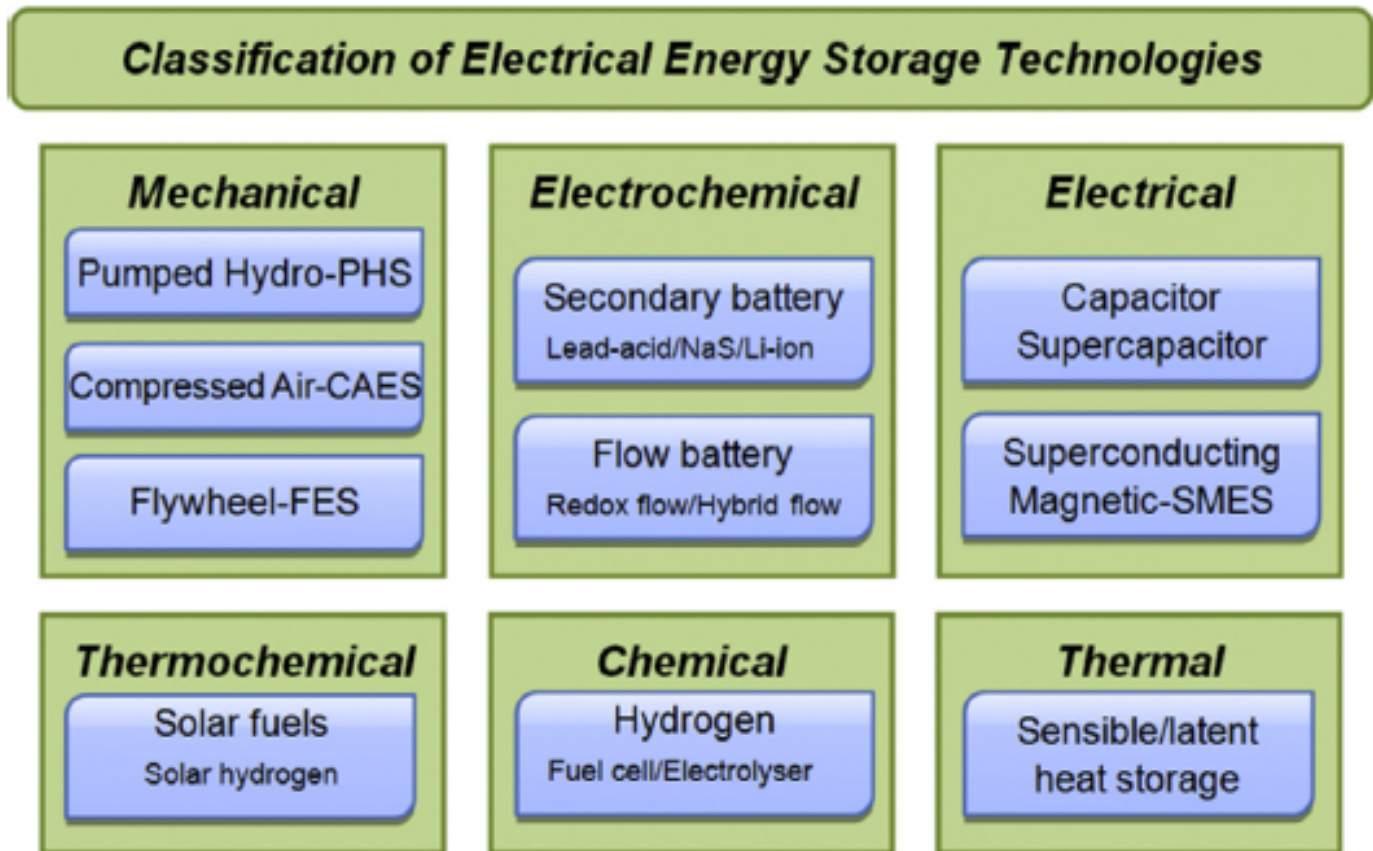 Classification of Electrical Energy Storage Technologies
Mechanical
Pumped Hydro-PHS
Compressed Air-CAES
Flywheel-FES
Electrochemical
Secondary battery
Lead-acid/NaS/Li-ion
Flow battery
Redox flow/Hybrid flow
Electrical
Capacitor
Supercapacitor
Superconducting
Magnetic-SMES
Thermochemical
Solar fuels
Solar hydrogen
Chemical
Hydrogen
Fuel cell/Electrolyser
Thermal
Sensible/latent
heat storage